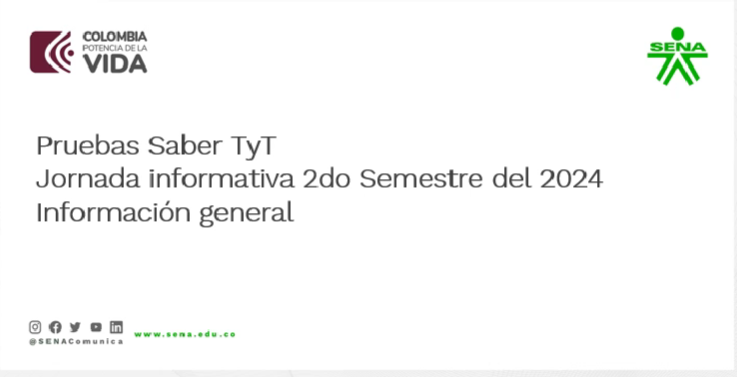 COLOMBIA
POTENCIA DE LA
VIDA
SENA
Pruebas Saber TyT
Jornada informativa 2do Semestre del 2024
Información general
www.sena.edu.co
@SENAComunica